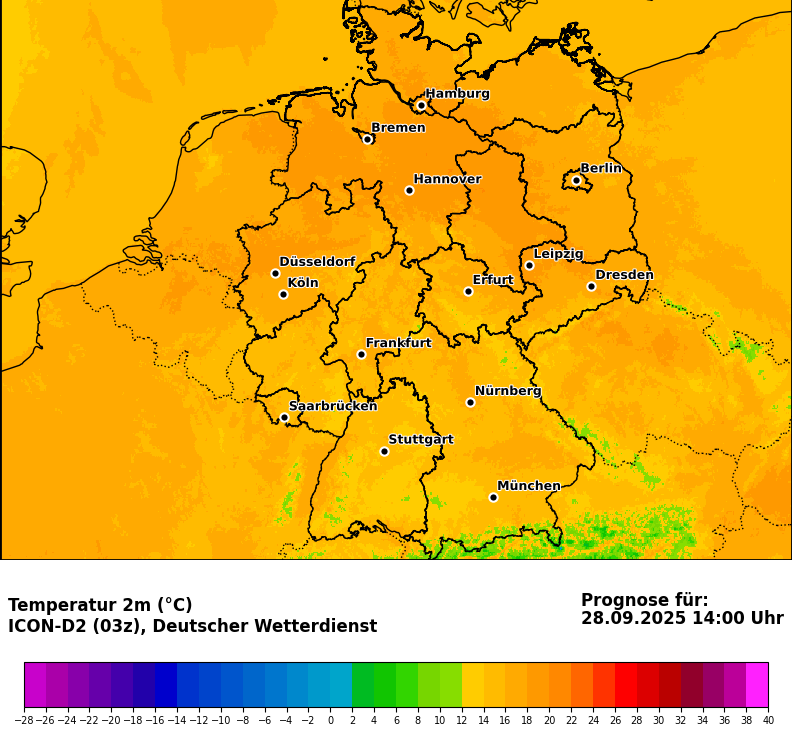 Hamburg
Bremen
Berlin
Hannover
Leipzig
Düsseldorf
Dresden
Köln
Erfurt
Frankfurt
Nürnberg
Saarbrücken
Stuttgart
München
Temperatur 2m (°C)
ICON-D2 (03z), Deutscher Wetterdienst
Prognose für:
28.09.2025 14:00 Uhr
−28 −26 −24 −22 −20 −18 −16 −14 −12 −10 −8 −6 −4 −2 0 2 4 6 8 10 12 14 16 18 20 22 24 26 28 30 32 34 36 38 40